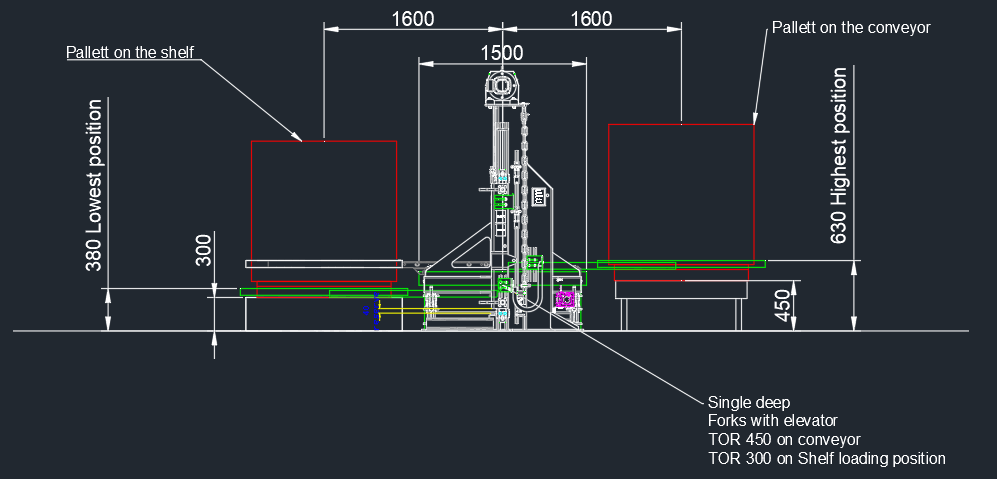 1600
1600
Pallett on the shelf
1500
Pallett on the conveyor
380 Lowest position
300
630 Highest position
450
Single deep
Forks with elevator
TOR 450 on conveyor
TOR 300 on Shelf loading position